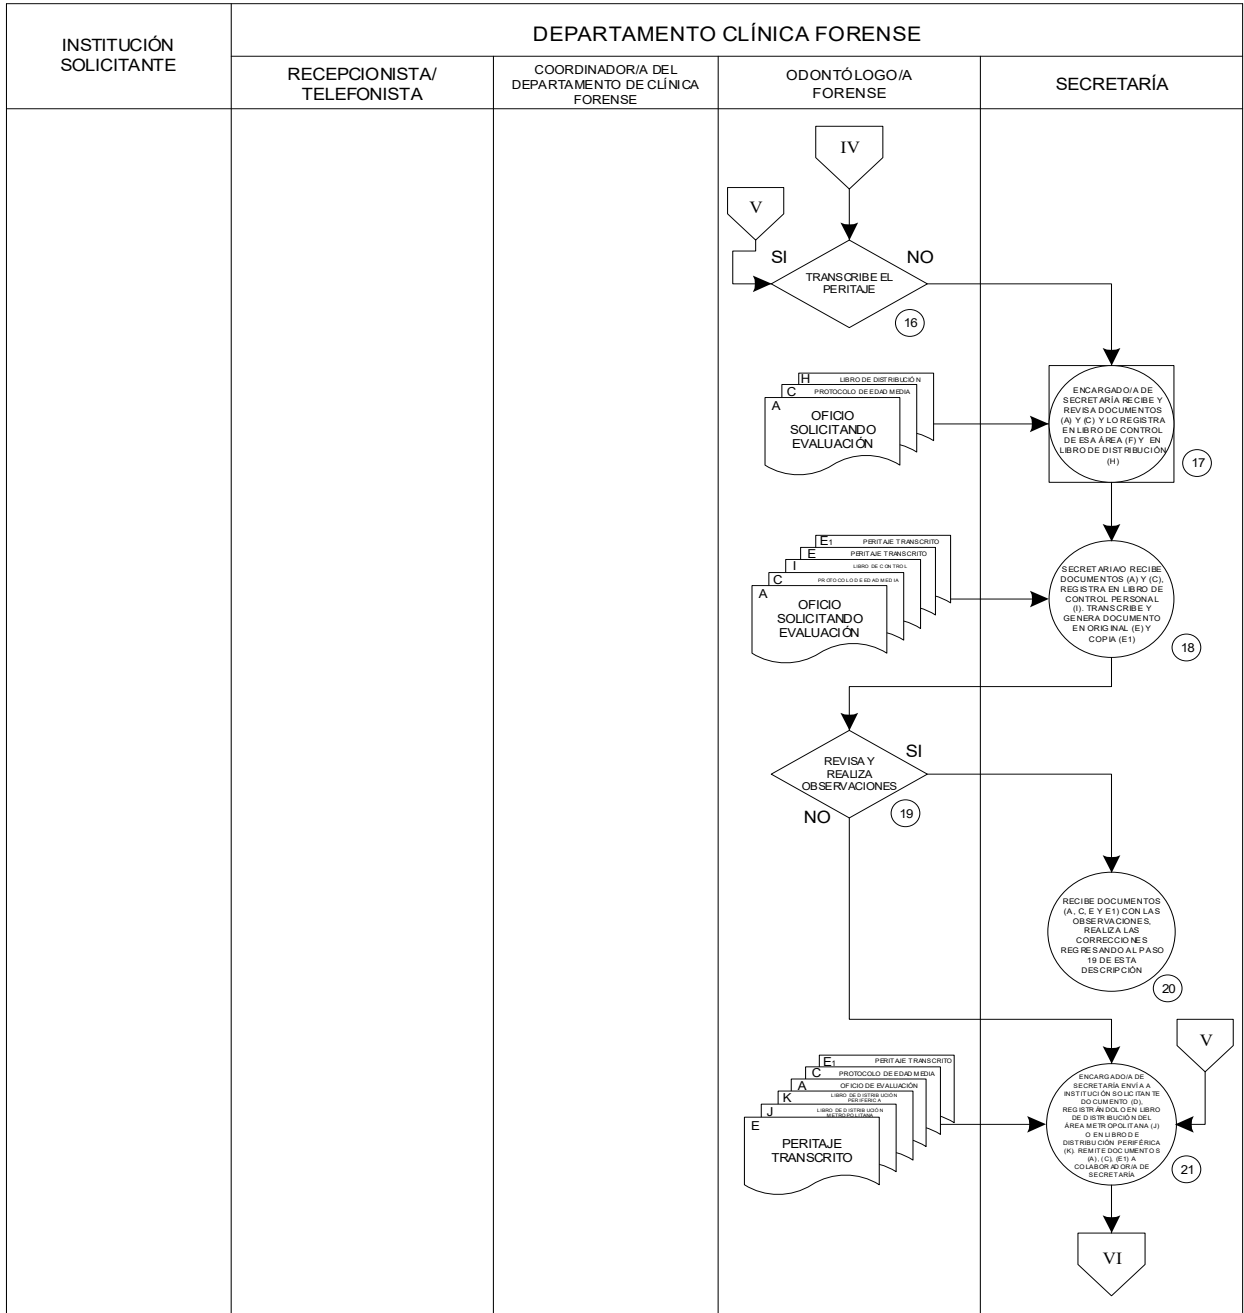 INSTITUCIÓN
SOLICITANTE
DEPARTAMENTO CLÍNICA FORENSE
RECEPCIONISTA/
TELEFONISTA
COORDINADOR/A DEL
DEPARTAMENTO DE CLÍNICA
FORENSE
ODONTÓLOGO/A
FORENSE
SECRETARÍA
IV
V
SI
NO
TRANSCRIBE EL
PERITAJE
16
H LIBRO DE DISTRIBUCIÓN
C PROTOCOLO DE EDAD MEDIA
A
OFICIO
SOLICITANDO
EVALUACIÓN
ENCARGADO/A DE
SECRETARÍA RECIBE Y
REVISA DOCUMENTOS
(A) Y (C) Y LO REGISTRA
EN LIBRO DE CONTROL
DE ESA ÁREA (F) Y EN
LIBRO DE DISTRIBUCIÓN
(H)
17
E1 PERITAJE TRANSCRITO
E PERITAJE TRANSCRITO
I LIBRO DE CONTROL
C PROTOCOLO DE EDAD MEDIA
A
OFICIO
SOLICITANDO
EVALUACIÓN
SECRETARIA/O RECIBE
DOCUMENTOS (A) Y (C),
REGISTRA EN LIBRO DE
CONTROL PERSONAL
(I). TRANSCRIBE Y
GENERA DOCUMENTO
EN ORIGINAL (E) Y
COPIA (E1)
18
REVISA Y
REALIZA
OBSERVACIONES
SI
NO
19
RECIBE DOCUMENTOS
(A, C, E Y E1) CON LAS
OBSERVACIONES,
REALIZA LAS
CORRECCIONES
REGRESANDO AL PASO
19 DE ESTA
DESCRIPCIÓN
20
V
E1 PERITAJE TRANSCRITO
C PROTOCOLO DE EDAD MEDIA
A OFICIO DE EVALUACIÓN
K LIBRO DE DISTRIBUCIÓN
PERIFÉRICA
J LIBRO DE DISTRIBUCIÓN
METROPOLITANA
E
PERITAJE
TRANSCRITO
ENCARGADO/A DE
SECRETARÍA ENVÍA A
INSTITUCIÓN SOLICITANTE
DOCUMENTO (D),
REGISTRÁNDOLO EN LIBRO
DE DISTRIBUCIÓN DEL
ÁREA METROPOLITANA (J)
O EN LIBRO DE
DISTRIBUCIÓN PERIFÉRICA
(K). REMITE DOCUMENTOS
(A), (C), (E1) A
COLABORADOR/A DE
SECRETARÍA
21
VI